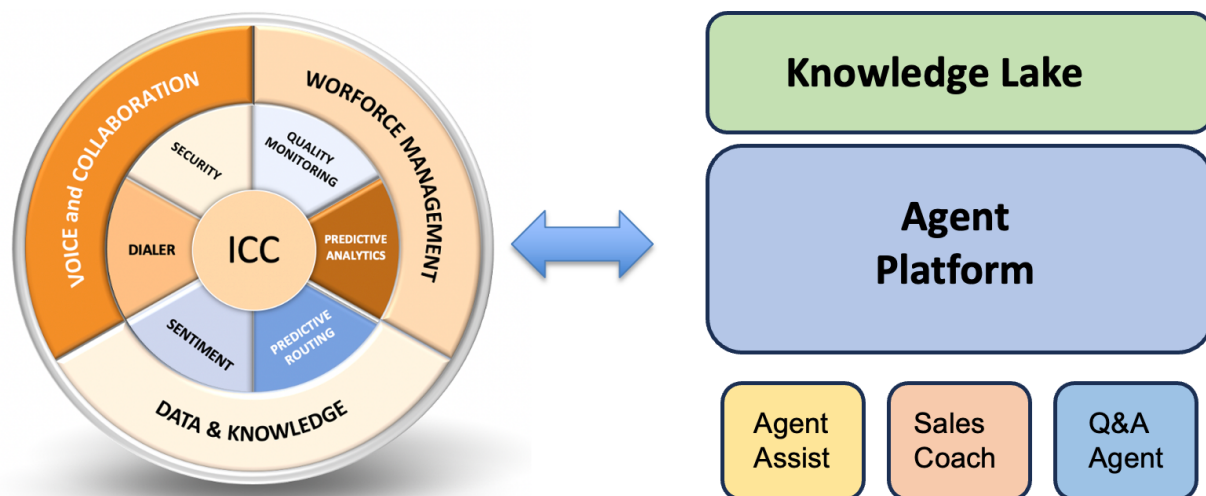 VOICE and COLLABORATION
WORFORCE MANAGEMENT
DATA & KNOWLEDGE
SECURITY
QUALITY
MONITORING
DIALER
ICC
PREDICTIVE
ANALYTICS
SENTIMENT
PREDICTIVE
ROUTING
Knowledge Lake
Agent
Platform
Agent
Assist
Sales
Coach
Q&A
Agent